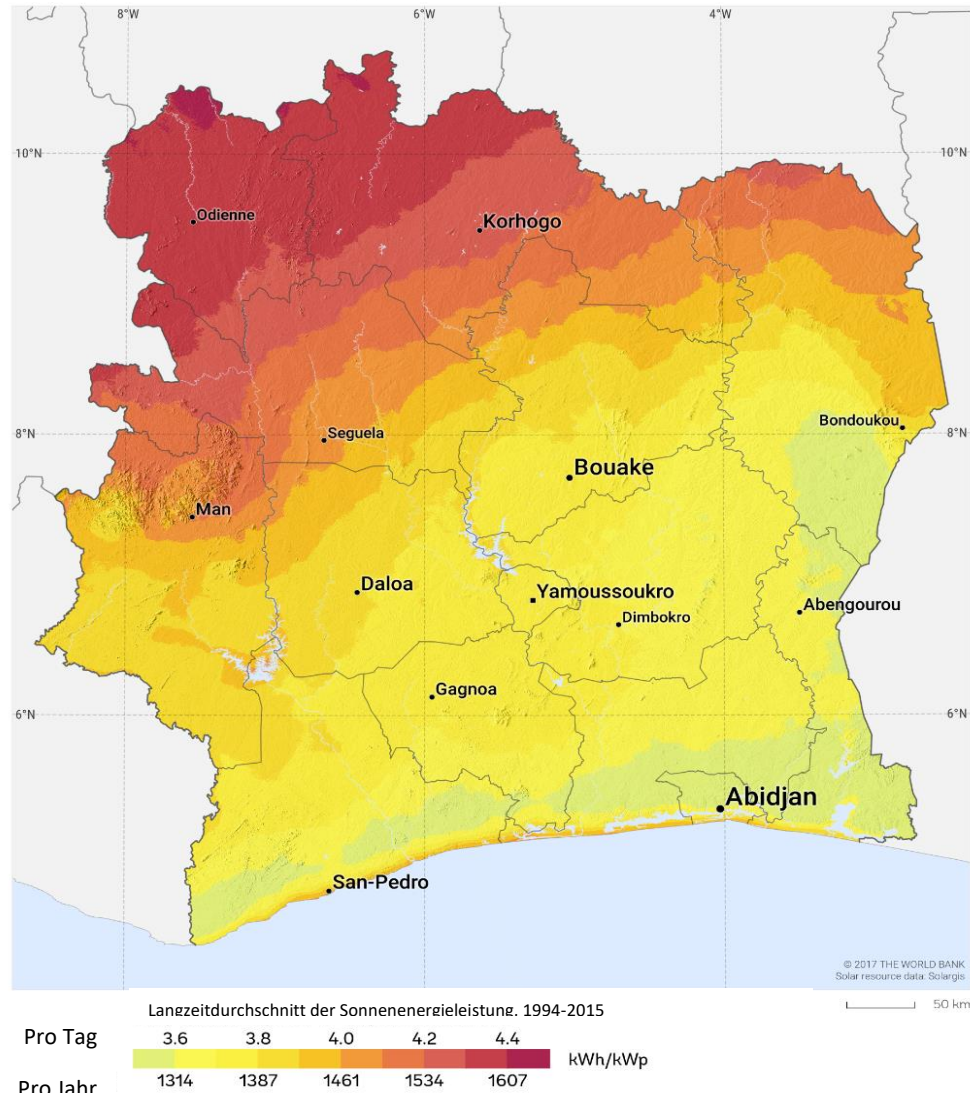 8°W 6°W 4°W
10°N 10°N
Odienne
Korhogo
8°N 8°N
Bondoukou
Seguela
Bouake
Man
Daloa
Yamoussoukro
Abengourou
Dimbokro
Gagnoa
6°N 6°N
Abidjan
San-Pedro
© 2017 THE WORLD BANK
Solar resource data: Solargis
50 km
Langzeitdurchschnitt der Sonnenenergieleistung. 1994-2015
Pro Tag 3.6 3.8 4.0 4.2 4.4
kWh/kWp
Pro Jahr 1314 1387 1461 1534 1607